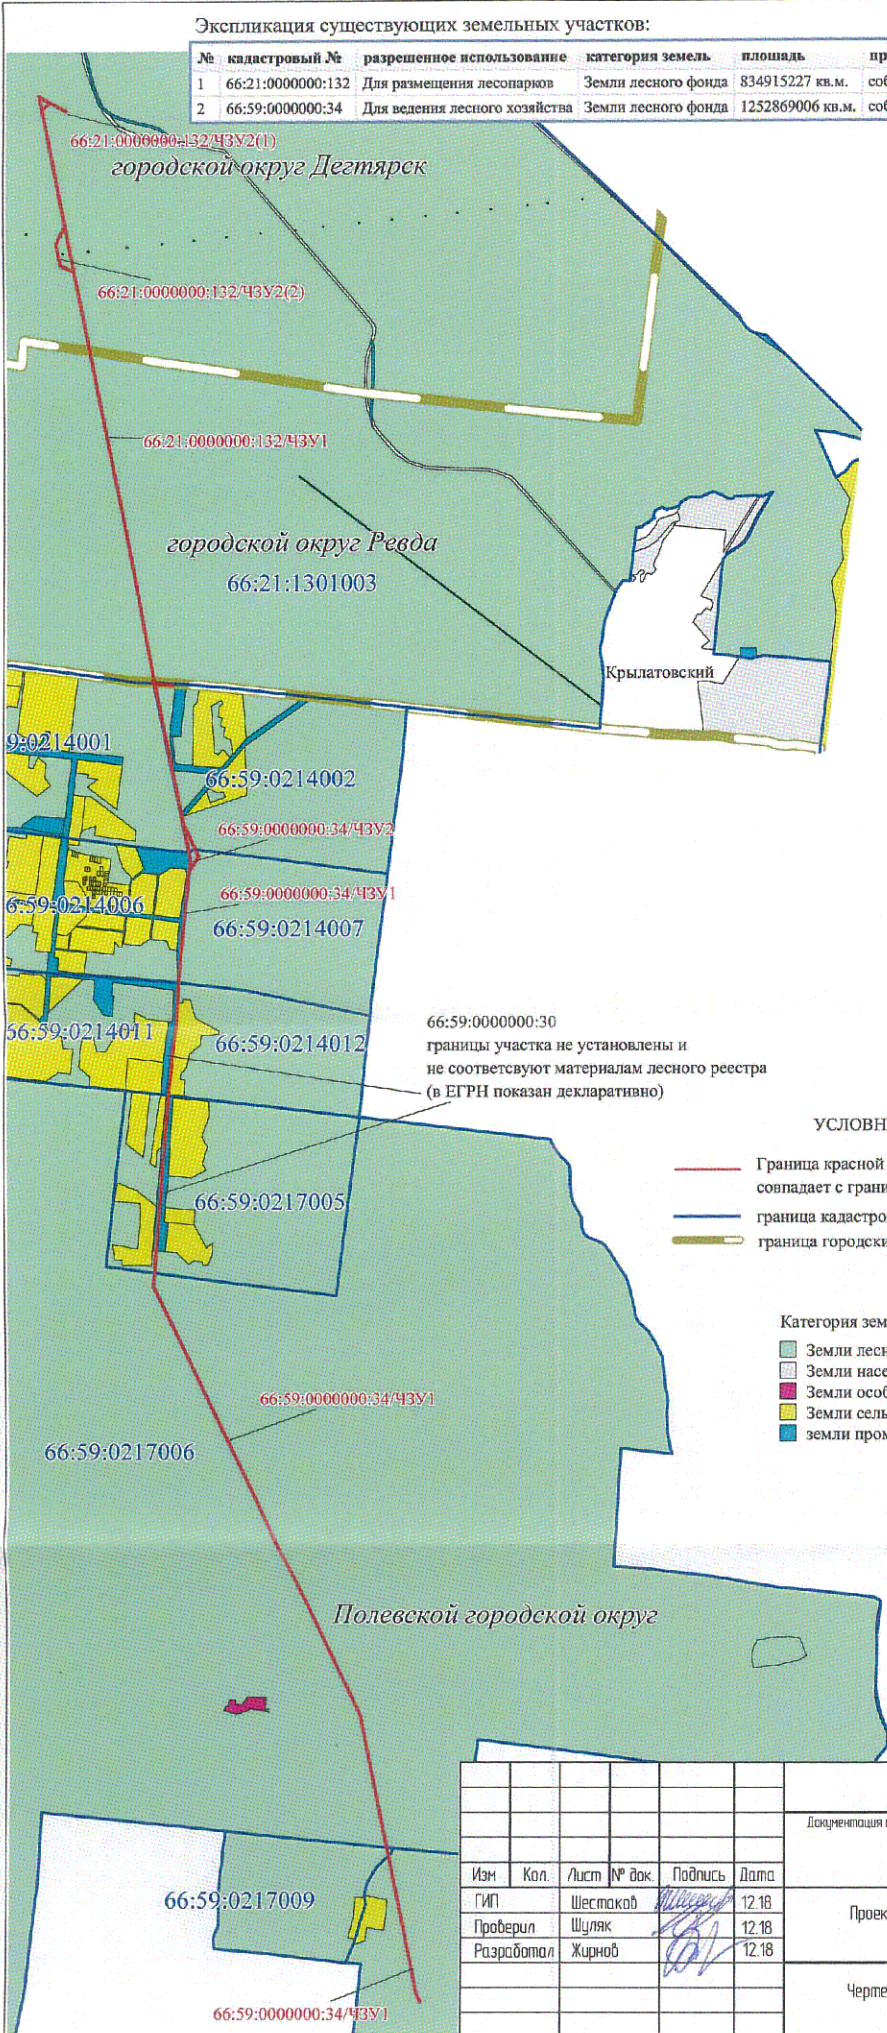 Экспликация существующих земельных участков:
№ кадастровый № разрешенное использование категория земель площадь пр
1 66:21:0000000:132 Для размещения лесопарков Земли лесного фонда 834915227 кв.м. соб
2 66:59:0000000:34 Для ведения лесного хозяйства Земли лесного фонда 1252869006 кв.м. соб
66:21:0000000:132/ЧЗУ2(1)
городской округ Дегтярск
66:21:0000000:132/ЧЗУ2(2)
66:21:0000000:132/ЧЗУ1
городской округ Ревда
66:21:1301003
Крылатовский
9:0214001
66:59:0214002
66:59:0000000:34/ЧЗУ2
66:59:0000000:34/ЧЗУ1
6:59:0214006
66:59:0214007
66:59:0000000:30
границы участка не установлены и
не соответсвуют материалам лесного реестра
(в ЕГРН показан декларативно)
56:59:0214011
66:59:0214012
УСЛОВН
Граница красной
совпадает с грани
граница кадастро
граница городски
66:59:0217005
Категория зем
Земли лесн
Земли насе
Земли особ
Земли сель
земли пром
66:59:0000000:34/ЧЗУ1
66:59:0217006
Полевской городской округ
66:59:0217009
66:59:0000000:34/ЧЗУ1
Документация
Изм Кол. Лист № док. Подпись Дата
ГИП Шестаков 12.18
Проверил Шуляк 12.18
Разработал Жирнов 12.18
Проек
Черте